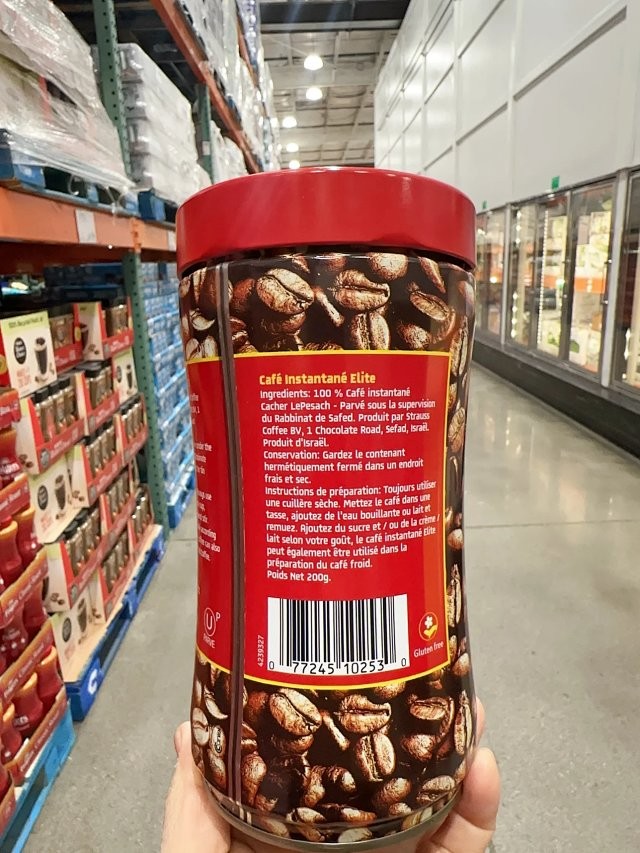 Café Instantané Elite
Ingredients: 100 % Café instantané
Cacher LePesach - Parvé sous la supervision
du Rabbinat de Safed. Produit par Strauss
Coffee BV, 1 Chocolate Road, Sefad, Israël.
Produit d'Israël.
Conservation: Gardez le contenant
hermétiquement fermé dans un endroit
frais et sec.
Instructions de préparation: Toujours utiliser
une cuillère sèche. Mettez le café dans une
tasse, ajoutez de l'eau bouillante ou lait et
remuez. Ajoutez du sucre et / ou de la crème /
lait selon votre goût, le café instantané Elite
peut également être utilisé dans la
préparation du café froid.
Poids Net 200g.
U P
PARVE
4239327
0 77245 10253 0
Gluten free